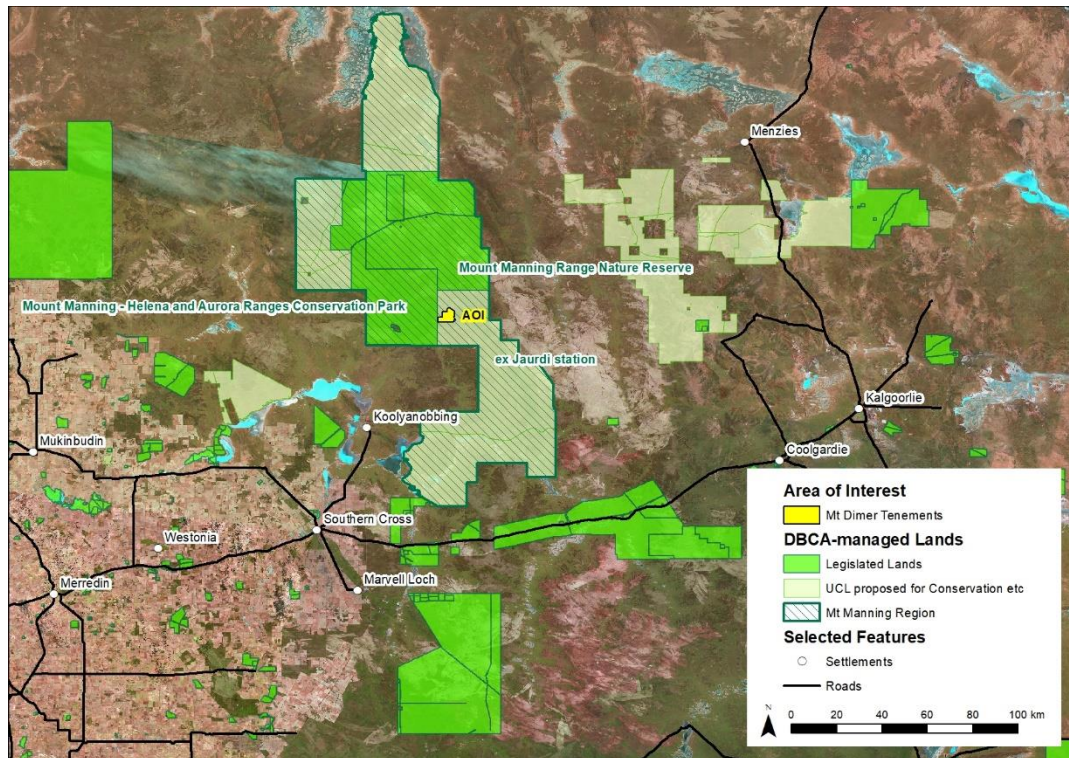 Menzies
Mount Manning Range Nature Reserve
Mount Manning - Helena and Aurora Ranges Conservation Park
AOI
ex Jaurdi station
Kalgoorlie
Koolyanobbing
Mukinbudin
Coolgardie
Southern Cross
Westonia
Merredin
Marvell Loch
Area of Interest
Mt Dimer Tenements
DBCA-managed Lands
Legislated Lands
UCL proposed for Conservation etc
Mt Manning Region
Selected Features
Settlements
Roads
N
0 20 40 60 80 100 km